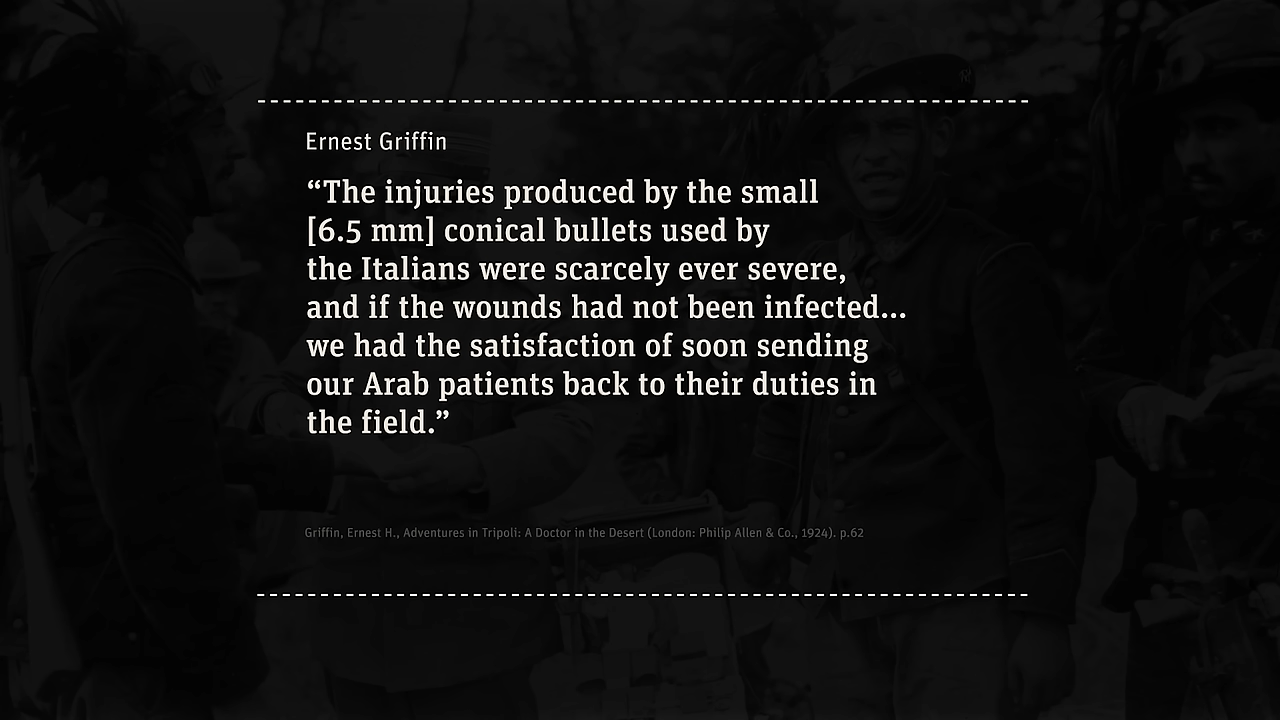 Ernest Griffin
“The injuries produced by the small
[6.5 mm] conical bullets used by
the Italians were scarcely ever severe,
and if the wounds had not been infected...
we had the satisfaction of soon sending
our Arab patients back to their duties in
the field.”
Griffin, Ernest H., Adventures in Tripoli: A Doctor in the Desert (London: Philip Allen & Co., 1924). p.62